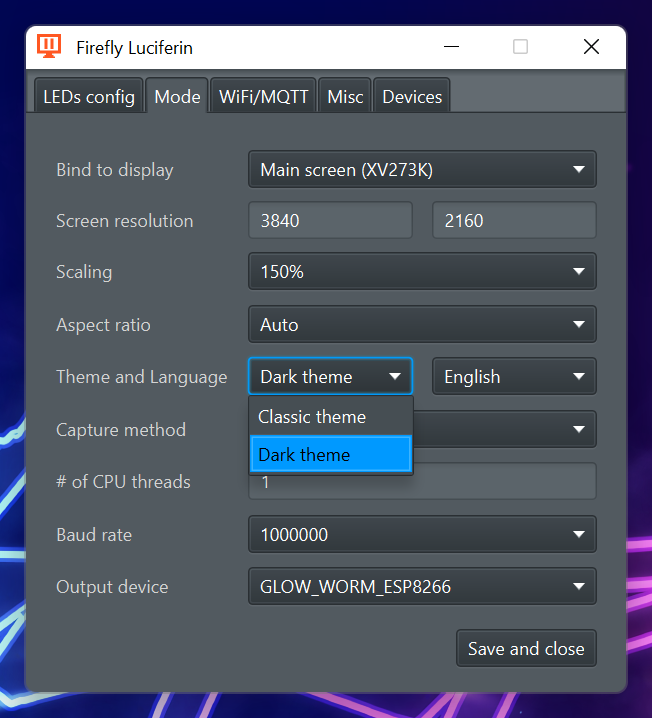 Firefly Luciferin
LEDs config Mode WiFi/MQTT Misc Devices
Bind to display Main screen (XV273K)
Screen resolution 3840 2160
Scaling 150%
Aspect ratio Auto
Theme and Language Dark theme English
Classic theme
Capture method
Dark theme
# of CPU threads 1
Baud rate 1000000
Output device GLOW_WORM_ESP8266
Save and close